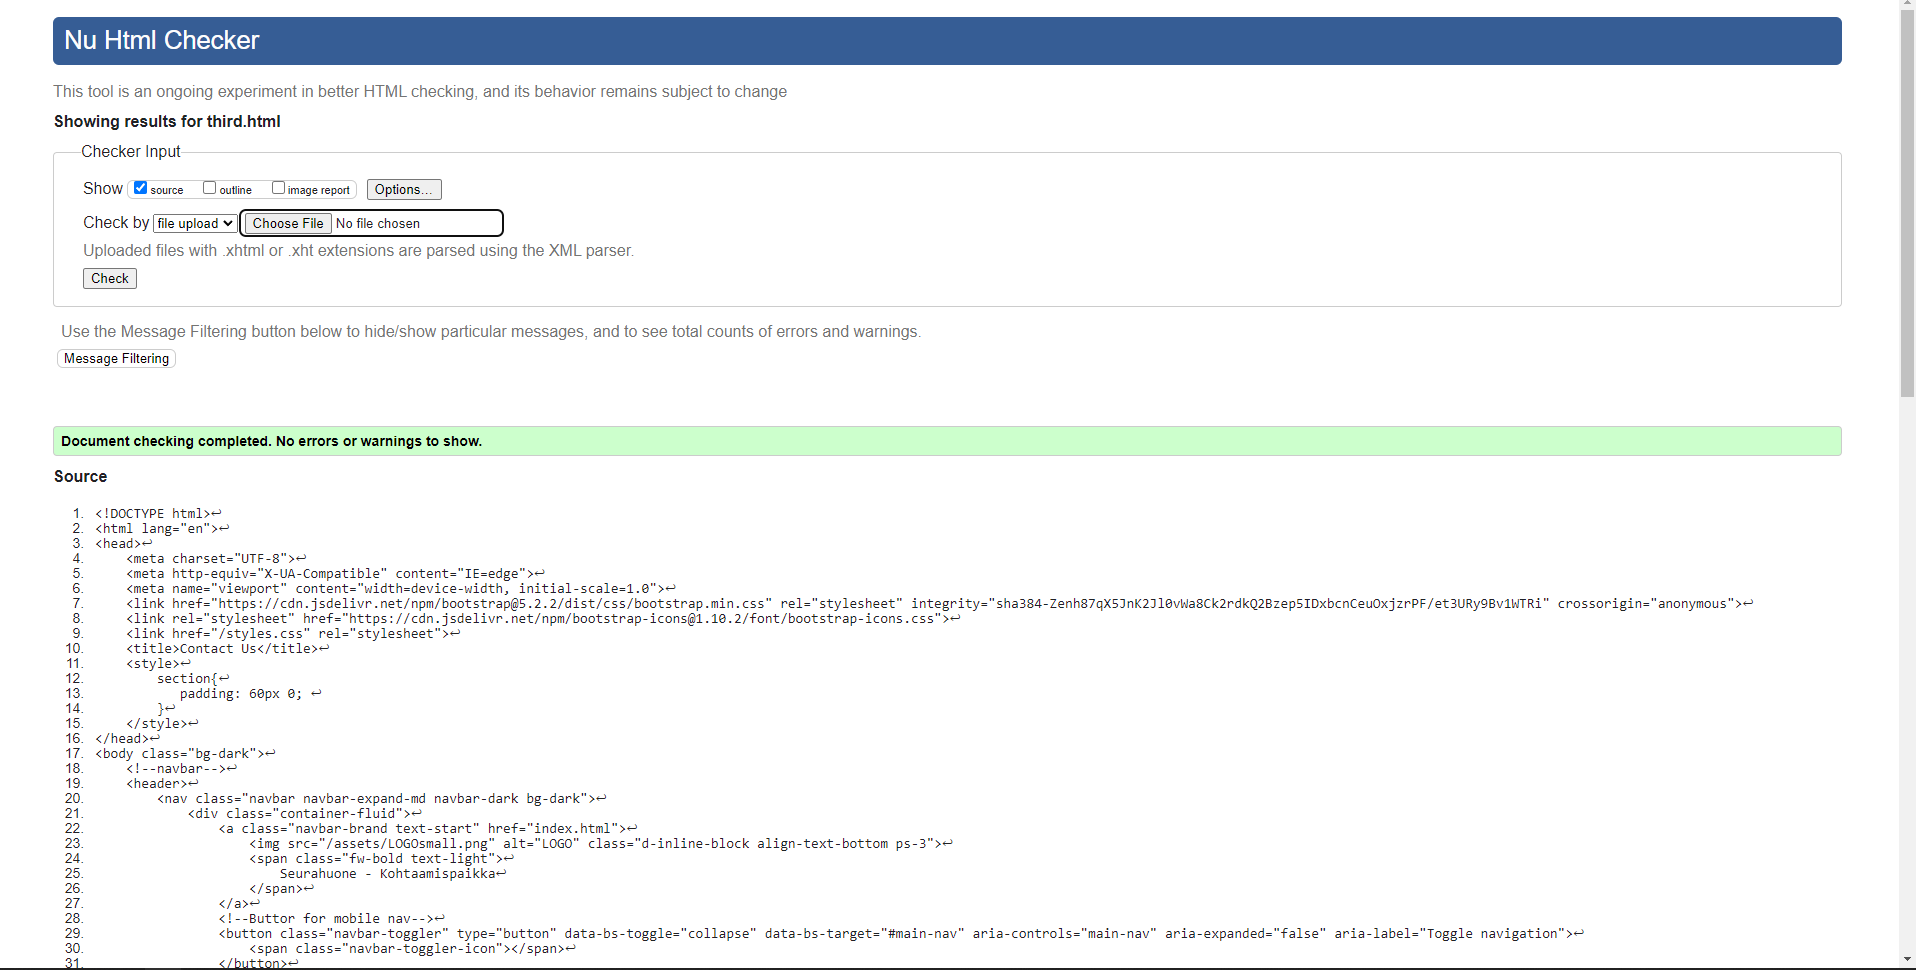 Nu Html Checker
This tool is an ongoing experiment in better HTML checking, and its behavior remains subject to change
Showing results for third.html
Checker Input
Show source outline image report Options...
Check by file upload Choose File No file chosen
Uploaded files with .xhtml or .xht extensions are parsed using the XML parser.
Check
Use the Message Filtering button below to hide/show particular messages, and to see total counts of errors and warnings.
Message Filtering
Document checking completed. No errors or warnings to show.
Source
1. <!DOCTYPE html>↩
2. <html lang="en">↩
3. <head>↩
4. <meta charset="UTF-8">↩
5. <meta http-equiv="X-UA-Compatible" content="IE=edge">↩
6. <meta name="viewport" content="width=device-width, initial-scale=1.0">↩
7. <link href="https://cdn.jsdelivr.net/npm/bootstrap@5.2.2/dist/css/bootstrap.min.css" rel="stylesheet" integrity="sha384-Zenh87qX5JnK2Jl0vWa8Ck2rdkQ2Bzep5IDxbcnCeuOxjzrPF/et3URy9Bv1WTRi" crossorigin="anonymous">↩
8. <link rel="stylesheet" href="https://cdn.jsdelivr.net/npm/bootstrap-icons@1.10.2/font/bootstrap-icons.css">↩
9. <link href="/styles.css" rel="stylesheet">↩
10. <title>Contact Us</title>↩
11. <style>↩
12. section{↩
13. padding: 60px 0; ↩
14. }↩
15. </style>↩
16. </head>↩
17. <body class="bg-dark">↩
18. <!--navbar-->↩
19. <header>↩
20. <nav class="navbar navbar-expand-md navbar-dark bg-dark">↩
21. <div class="container-fluid">↩
22. <a class="navbar-brand text-start" href="index.html">↩
23. <img src="/assets/LOGOsmall.png" alt="LOGO" class="d-inline-block align-text-bottom ps-3">↩
24. <span class="fw-bold text-light">↩
25. Seurahuone - Kohtaamispaikka↩
26. </span>↩
27. </a>↩
28. <!--Buttor for mobile nav-->↩
29. <button class="navbar-toggler" type="button" data-bs-toggle="collapse" data-bs-target="#main-nav" aria-controls="main-nav" aria-expanded="false" aria-label="Toggle navigation">↩
30. <span class="navbar-toggler-icon"></span>↩
31. </button>↩